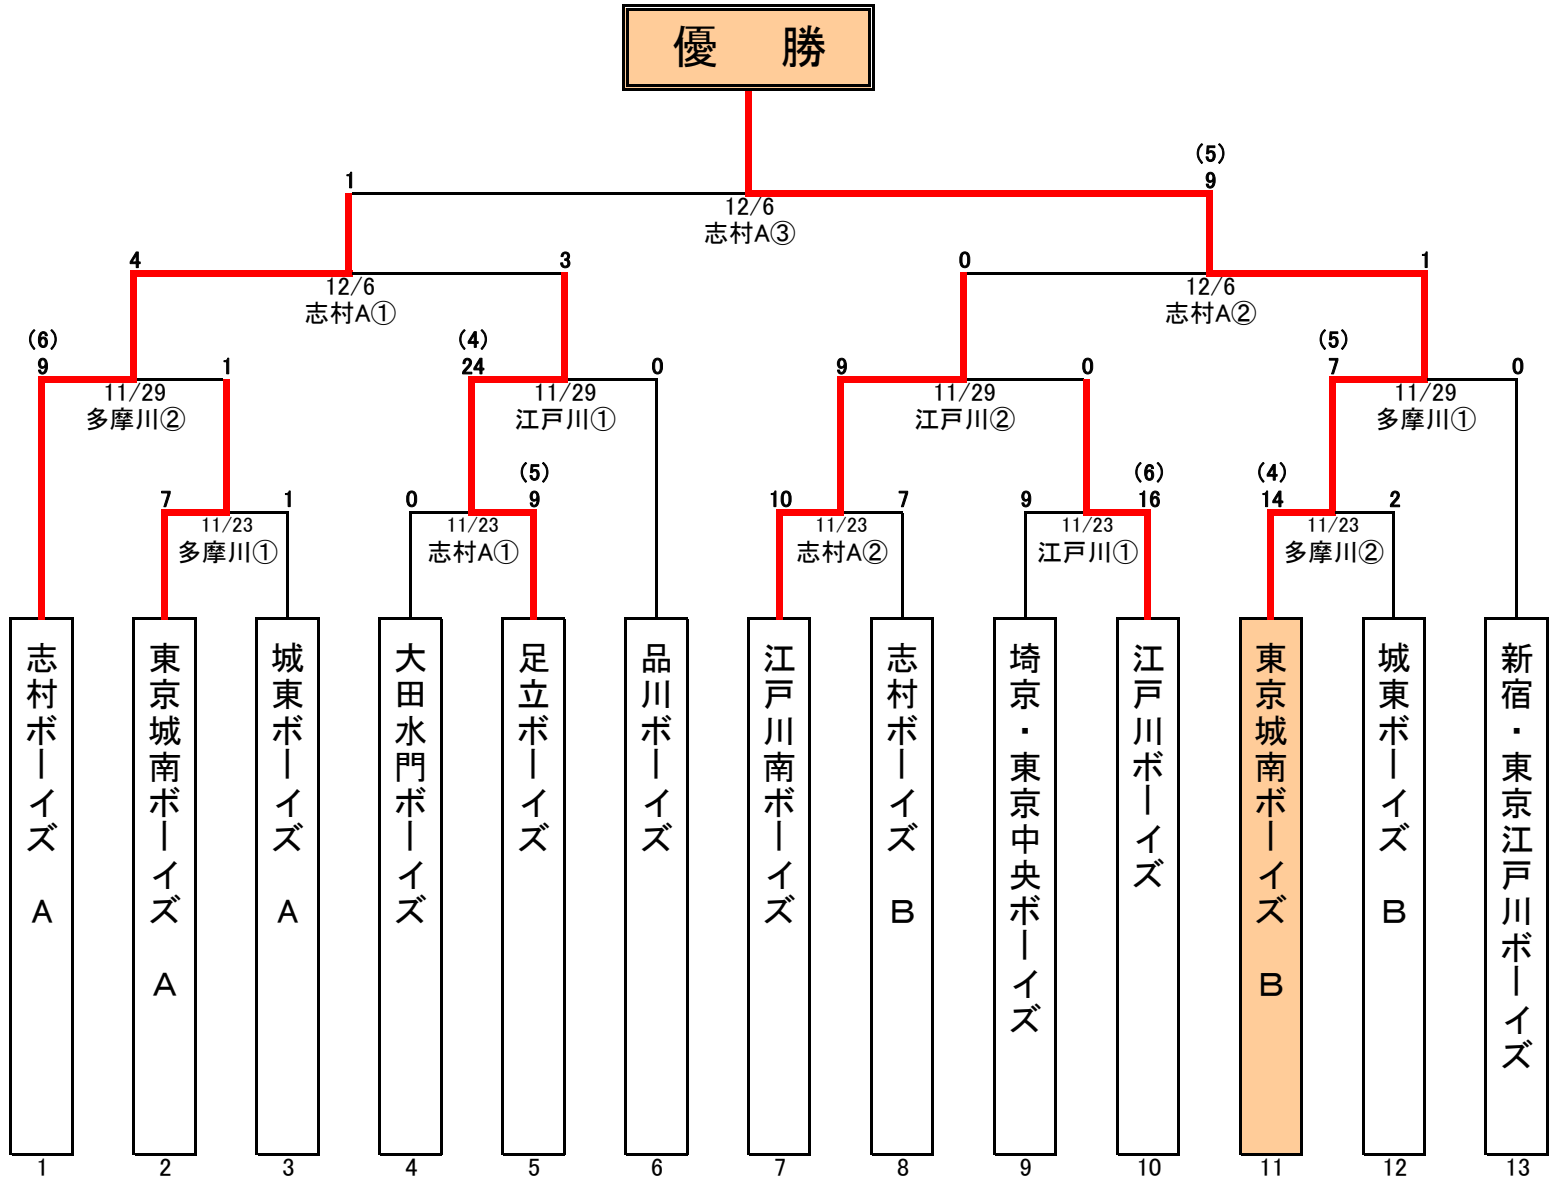 優　勝
(5)
1
9
12/6
志村A③
4
3
0
1
12/6
志村A①
12/6
志村A②
(6)
(4)
(5)
9
1
24
0
9
0
7
0
11/29
多摩川②
11/29
江戸川①
11/29
江戸川②
11/29
多摩川①
(5)
(6)
(4)
7
1
0
9
10
7
9
16
14
2
11/23
多摩川①
11/23
志村A①
11/23
志村A②
11/23
江戸川①
11/23
多摩川②
志村ボーイズ　A
東京城南ボーイズ　A
城東ボーイズ　A
大田水門ボーイズ
足立ボーイズ
品川ボーイズ
江戸川南ボーイズ
志村ボーイズ　B
埼京・東京中央ボーイズ
江戸川ボーイズ
東京城南ボーイズ　B
城東ボーイズ　B
新宿・東京江戸川ボーイズ
1
2
3
4
5
6
7
8
9
10
11
12
13